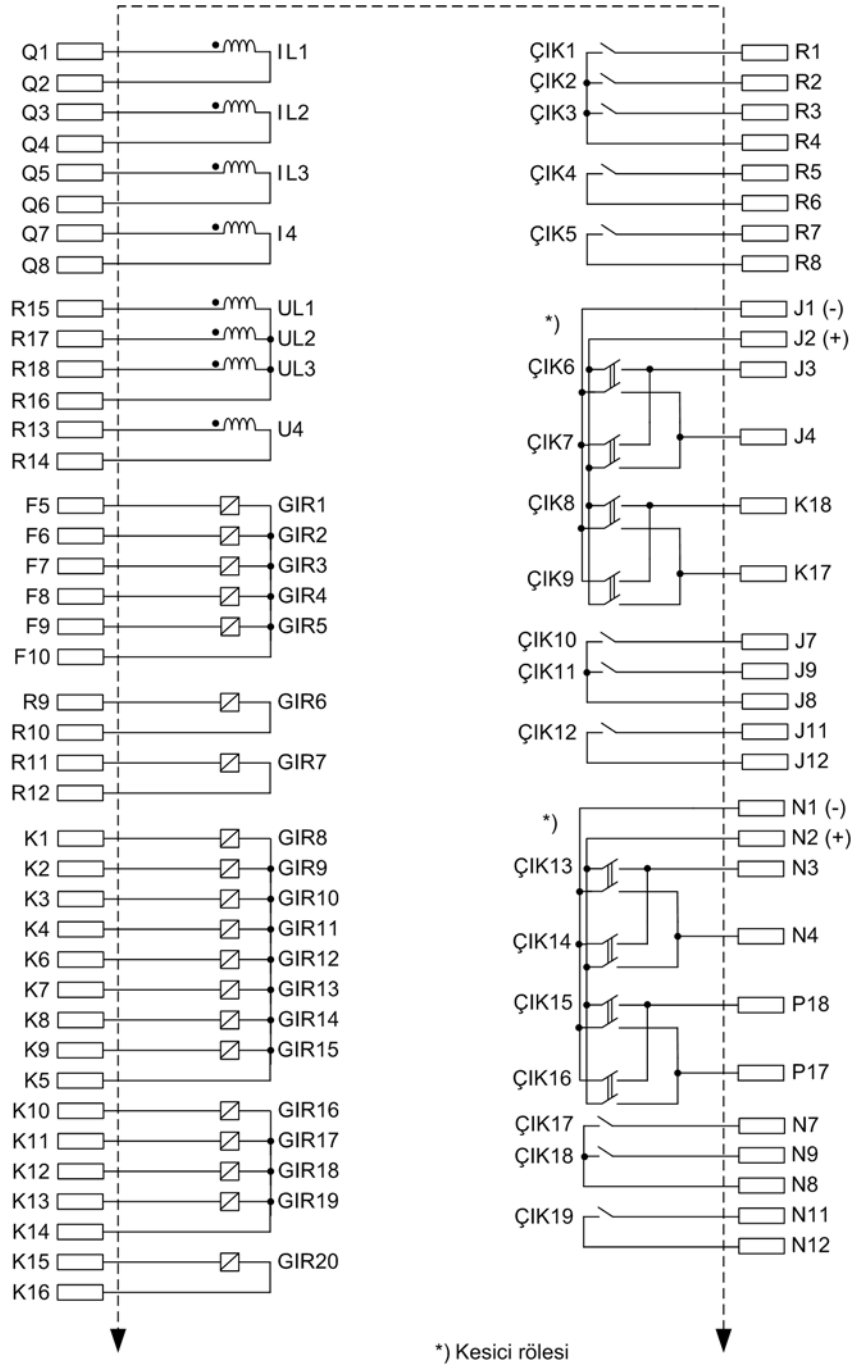 Q1 IL1
Q2
Q3 IL2
Q4
Q5 IL3
Q6
Q7 I4
Q8
R15 UL1
R17 UL2
R18 UL3
R16
R13 U4
R14
F5 GIR1
F6 GIR2
F7 GIR3
F8 GIR4
F9 GIR5
F10
R9 GIR6
R10
R11 GIR7
R12
K1 GIR8
K2 GIR9
K3 GIR10
K4 GIR11
K6 GIR12
K7 GIR13
K8 GIR14
K9 GIR15
K5
K10 GIR16
K11 GIR17
K12 GIR18
K13 GIR19
K14
K15 GIR20
K16
ÇIK1 R1
ÇIK2 R2
ÇIK3 R3
R4
ÇIK4 R5
R6
ÇIK5 R7
R8
J1 (-)
*)
J2 (+)
ÇIK6 J3
ÇIK7 J4
ÇIK8 K18
ÇIK9 K17
ÇIK10 J7
ÇIK11 J9
J8
ÇIK12 J11
J12
N1 (-)
*)
N2 (+)
ÇIK13 N3
ÇIK14 N4
ÇIK15 P18
ÇIK16 P17
ÇIK17 N7
ÇIK18 N9
N8
ÇIK19 N11
N12
*) Kesici rölesi